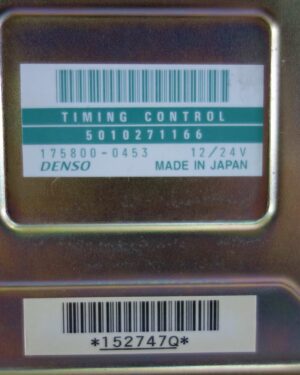 TIMING CONTROL
5010271166
175800-0453 12/24V
DENSO MADE IN JAPAN
*152747Q*